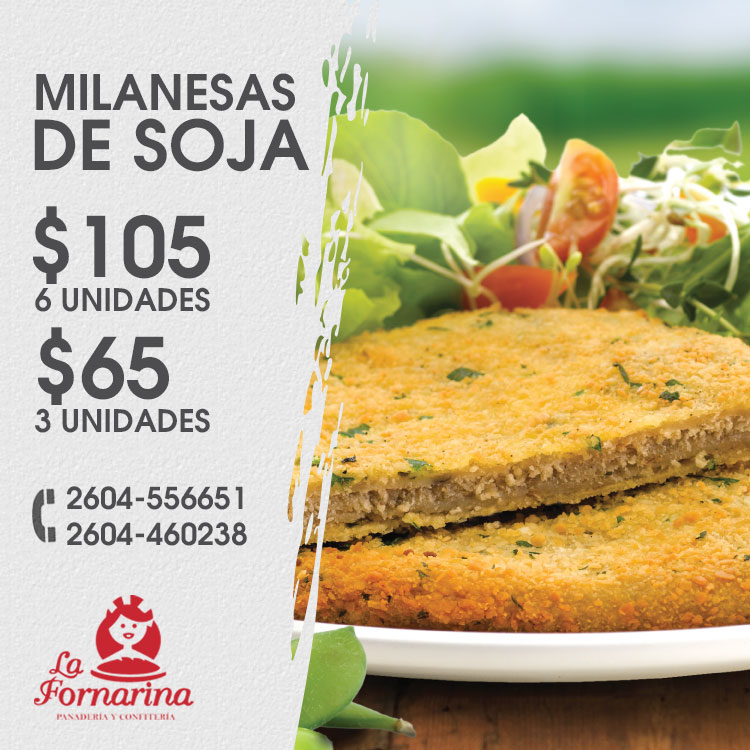 MILANESAS
DE SOJA
$105
6 UNIDADES
$65
3 UNIDADES
2604-556651
2604-460238
La
Fornarina
PANADERÍA Y CONFITERÍA